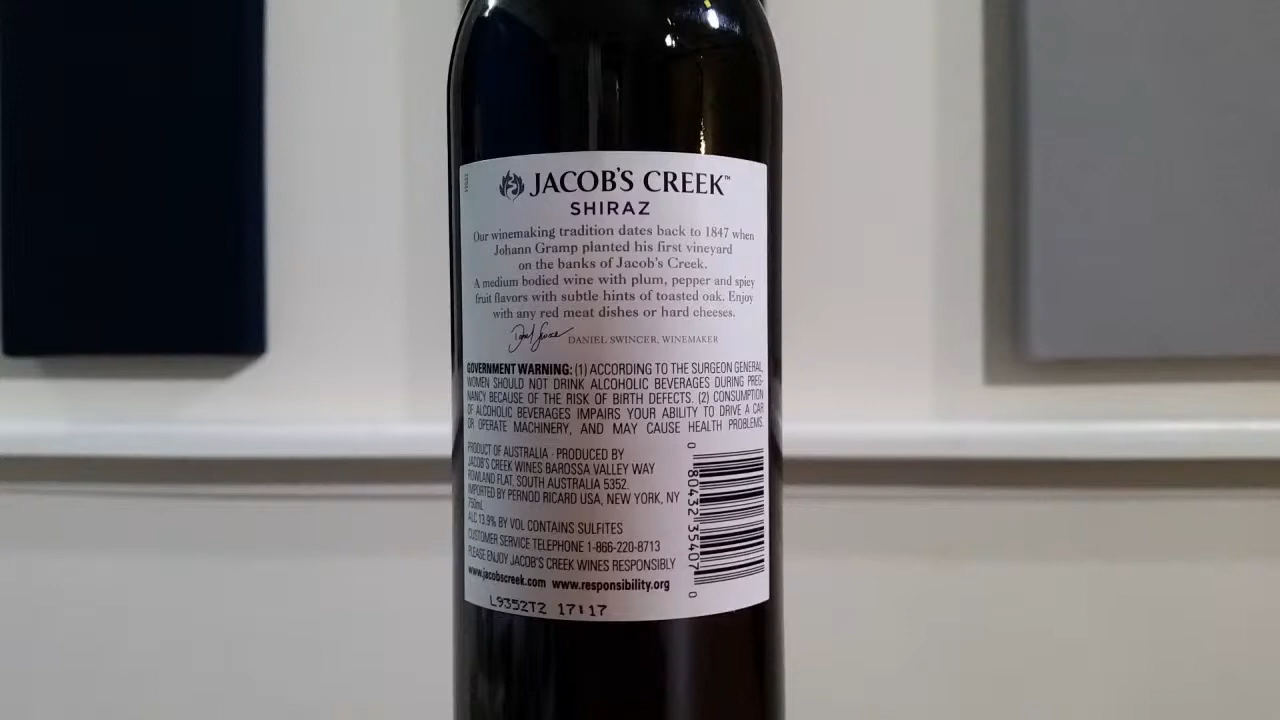 JACOB'S CREEK™
SHIRAZ
Our winemaking tradition dates back to 1847 when
Johann Gramp planted his first vineyard
on the banks of Jacob's Creek.
A medium bodied wine with plum, pepper and spicy
fruit flavors with subtle hints of toasted oak. Enjoy
with any red meat dishes or hard cheeses.
DANIEL SWINCER, WINEMAKER
GOVERNMENT WARNING: (1) ACCORDING TO THE SURGEON GENERAL,
WOMEN SHOULD NOT DRINK ALCOHOLIC BEVERAGES DURING PREG-
NANCY BECAUSE OF THE RISK OF BIRTH DEFECTS. (2) CONSUMPTION
OF ALCOHOLIC BEVERAGES IMPAIRS YOUR ABILITY TO DRIVE A CAR
OR OPERATE MACHINERY, AND MAY CAUSE HEALTH PROBLEMS.
PRODUCT OF AUSTRALIA · PRODUCED BY
JACOB'S CREEK WINES BAROSSA VALLEY WAY
ROWLAND FLAT, SOUTH AUSTRALIA 5352.
IMPORTED BY PERNOD RICARD USA, NEW YORK, NY
750mL
ALC 13.9% BY VOL CONTAINS SULFITES
CUSTOMER SERVICE TELEPHONE 1-866-220-8713
PLEASE ENJOY JACOB'S CREEK WINES RESPONSIBLY
www.jacobscreek.com www.responsibility.org
0 80432 35407 0
L9352T2 17:17